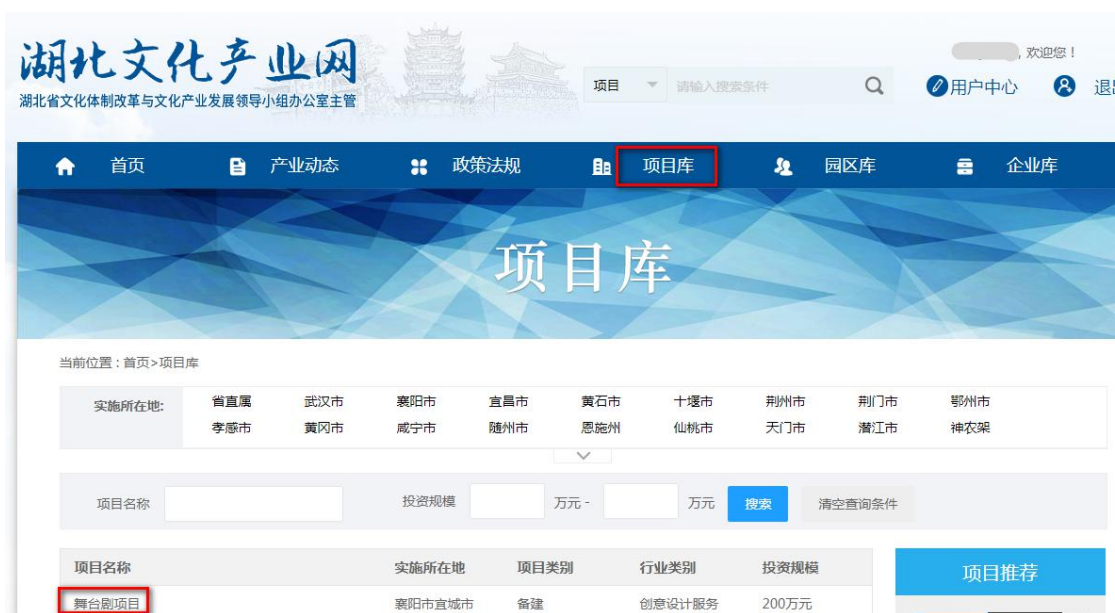 湖北文化产业网
湖北省文化体制改革与文化产业发展领导小组办公室主管
，欢迎您！
项目 请输入搜索条件 用户中心 退出
首页 产业动态 政策法规 项目库 园区库 企业库
项目库
当前位置：首页>项目库
实施所在地: 省直属 武汉市 襄阳市 宜昌市 黄石市 十堰市 荆州市 荆门市 鄂州市
孝感市 黄冈市 咸宁市 随州市 恩施州 仙桃市 天门市 潜江市 神农架
项目名称 投资规模 万元 - 万元 搜索 清空查询条件
项目名称 实施所在地 项目类别 行业类别 投资规模 项目推荐
舞台剧项目 襄阳市宜城市 备建 创意设计服务 200万元